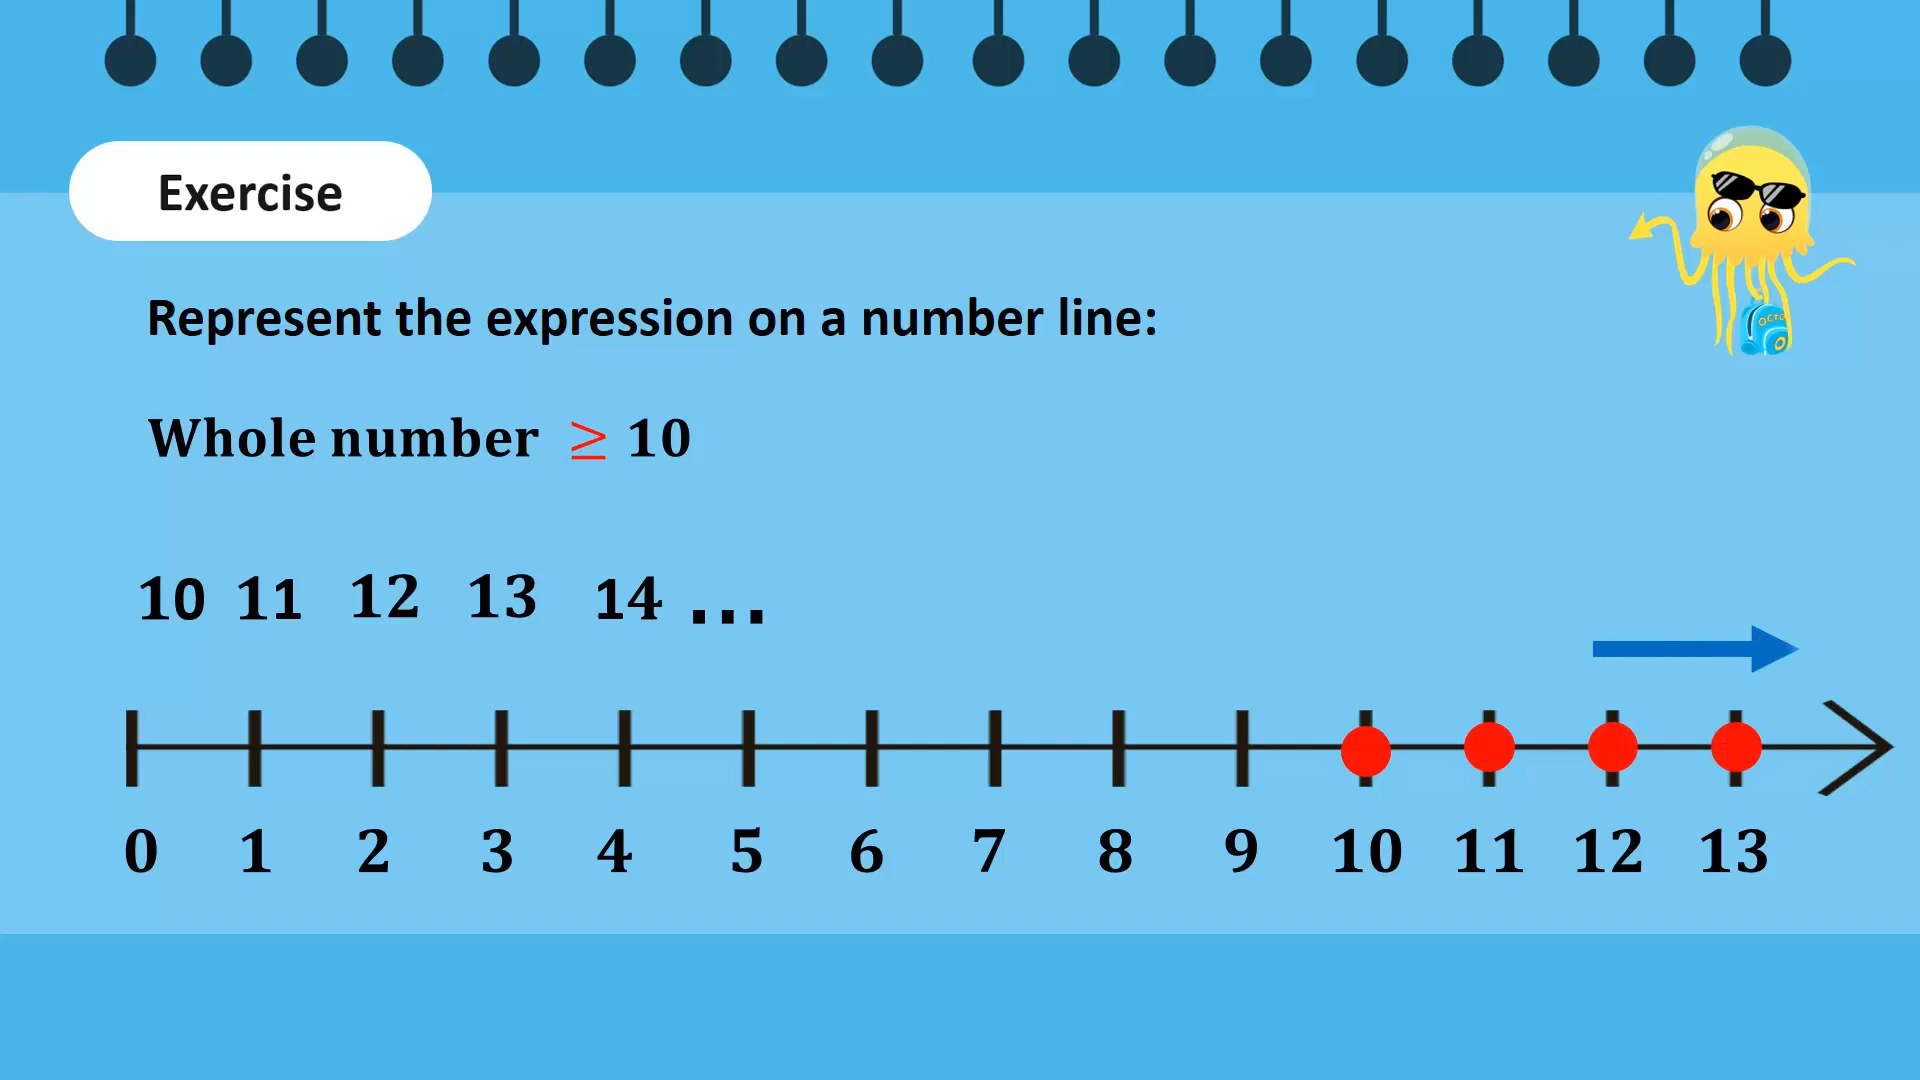 Exercise
Represent the expression on a number line:
Whole number ≥ 10
10 11 12 13 14 ...
0 1 2 3 4 5 6 7 8 9 10 11 12 13
OCTO